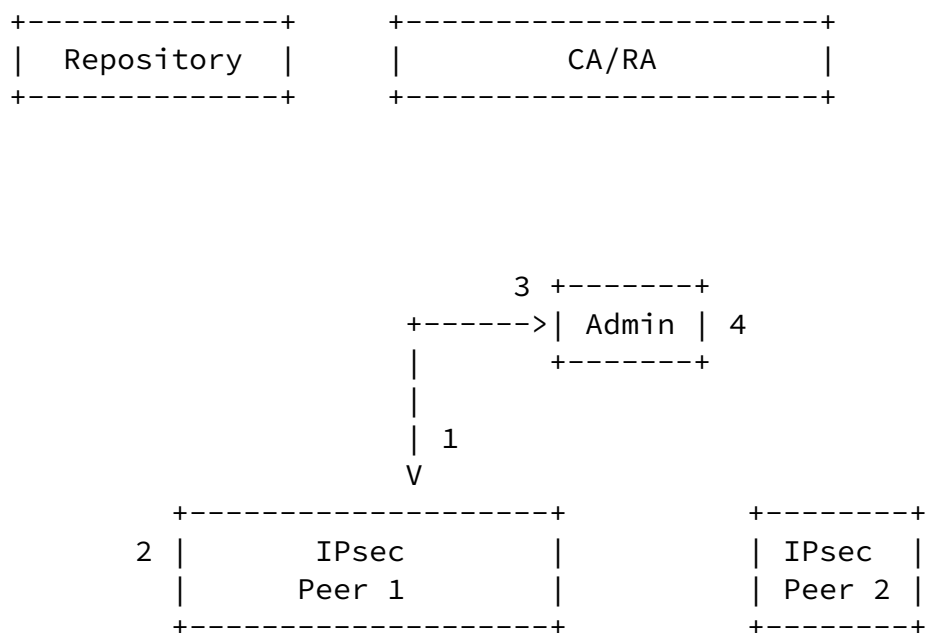 +--------------+      +-----------------------+
|  Repository  |      |         CA/RA         |
+--------------+      +-----------------------+
                            3 +-------+
                      +------>| Admin | 4
                      |       +-------+
                      |
                      | 1
                      V
         +--------------------+          +--------+
       2 |       IPsec        |          | IPsec  |
         |      Peer 1        |          | Peer 2 |
         +--------------------+          +--------+